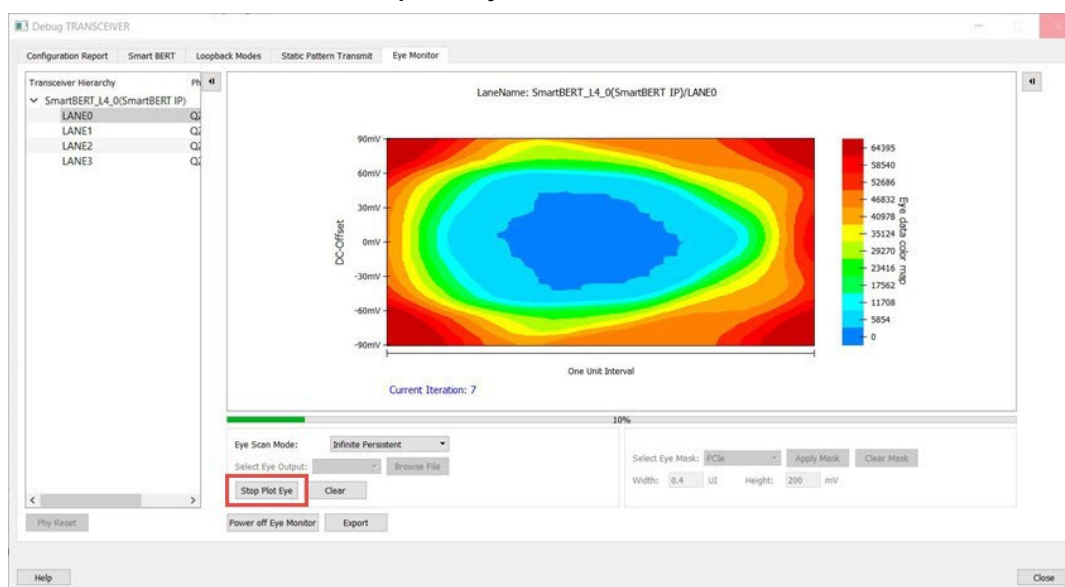 Debug TRANSCEIVER
Configuration Report Smart BERT Loopback Modes Static Pattern Transmit Eye Monitor
Transceiver Hierarchy Ph
SmartBERT_L4_0(SmartBERT IP)
LANE0 Q2
LANE1 Q2
LANE2 Q2
LANE3 Q2
LaneName: SmartBERT_L4_0(SmartBERT IP)/LANE0
90mV
60mV
30mV
0mV
-30mV
-60mV
-90mV
DC-Offset
One Unit Interval
Current Iteration: 7
64395
58540
52686
46832
40978
35124
29270
23416
17562
11708
5854
0
Eye data color map
10%
Eye Scan Mode: Infinite Persistent
Select Eye Output: Browse File
Stop Plot Eye Clear
Select Eye Mask: PCIe Apply Mask Clear Mask
Width: 0.4 UI Height: 200 mV
Phy Reset Power off Eye Monitor Export
Help Close